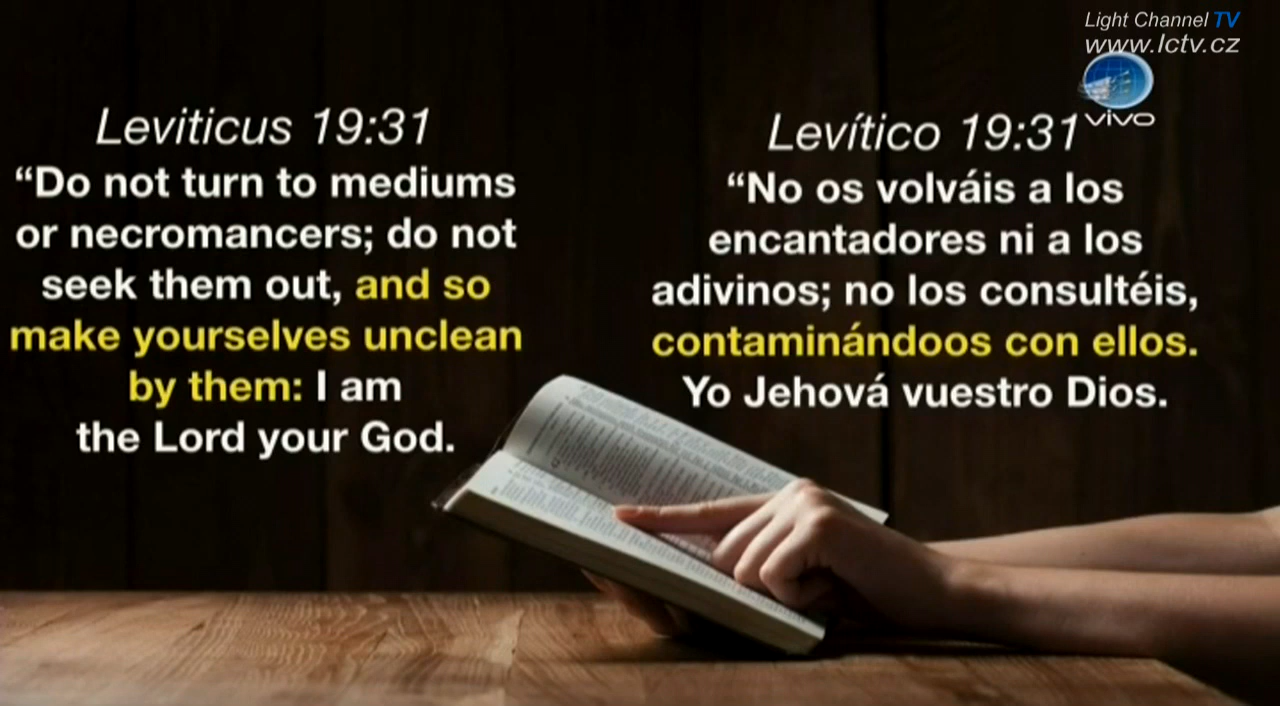 Light Channel TV
www.lctv.cz
vivo
Leviticus 19:31
“Do not turn to mediums
or necromancers; do not
seek them out, and so
make yourselves unclean
by them: I am
the Lord your God.
Levítico 19:31
“No os volváis a los
encantadores ni a los
adivinos; no los consultéis,
contaminándoos con ellos.
Yo Jehová vuestro Dios.